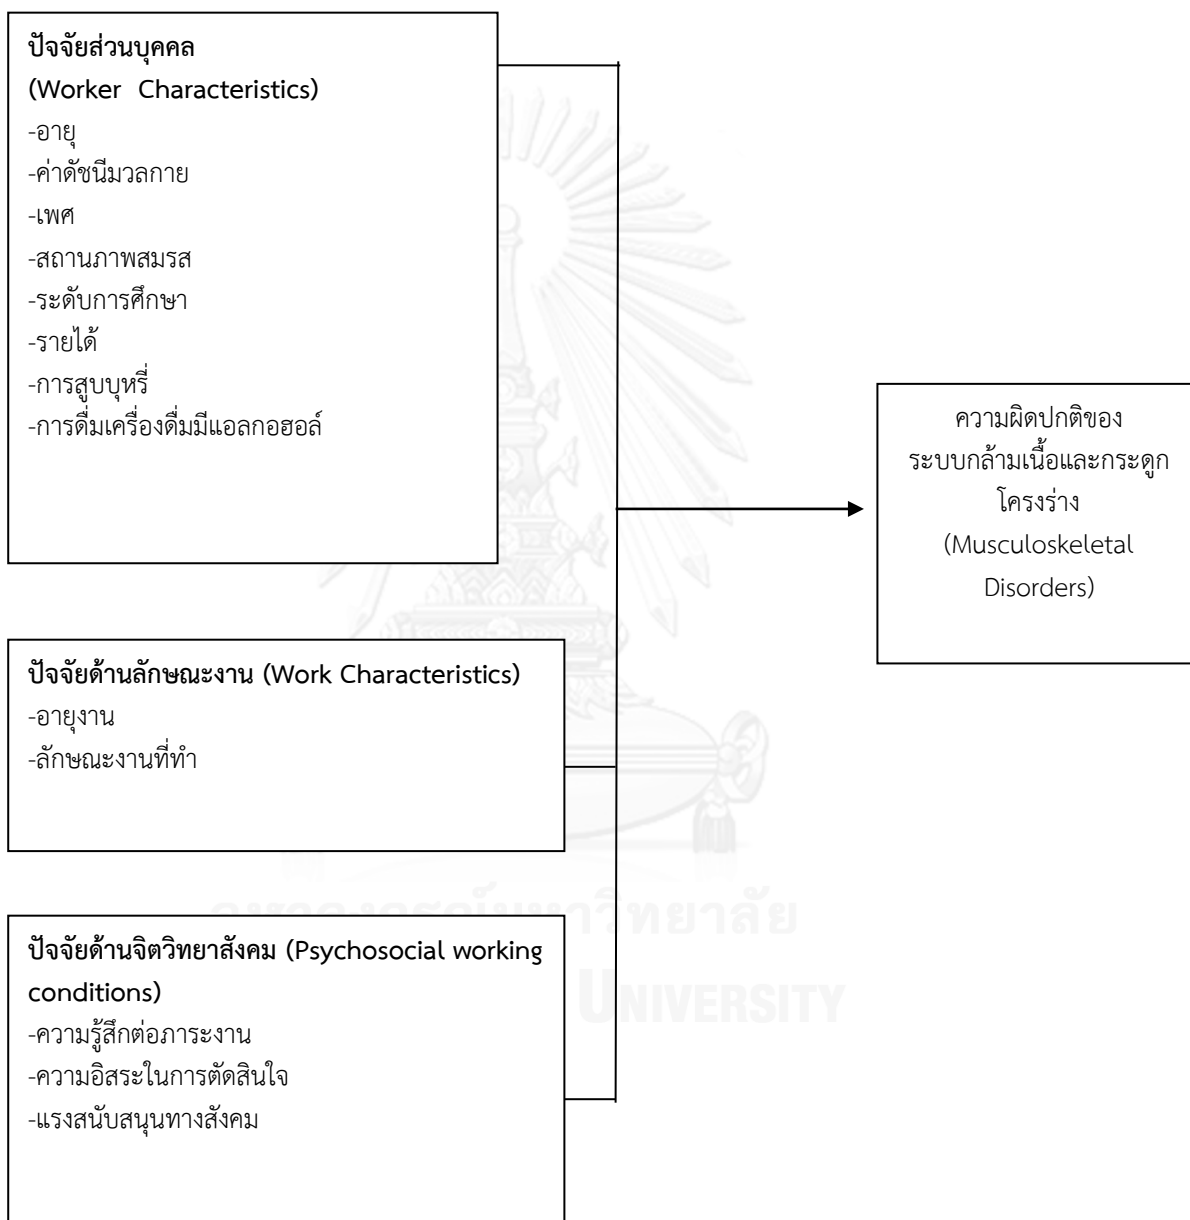 ปัจจัยส่วนบุคคล
(Worker Characteristics)
-อายุ
-ค่าดัชนีมวลกาย
-เพศ
-สถานภาพสมรส
-ระดับการศึกษา
-รายได้
-การสูบบุหรี่
-การดื่มเครื่องดื่มมีแอลกอฮอล์
ความผิดปกติของ
ระบบกล้ามเนื้อและกระดูก
โครงร่าง
(Musculoskeletal
Disorders)
ปัจจัยด้านลักษณะงาน (Work Characteristics)
-อายุงาน
-ลักษณะงานที่ทำ
ปัจจัยด้านจิตวิทยาสังคม (Psychosocial working
conditions)
-ความรู้สึกต่อภาระงาน
-ความอิสระในการตัดสินใจ
-แรงสนับสนุนทางสังคม
UNIVERSITY